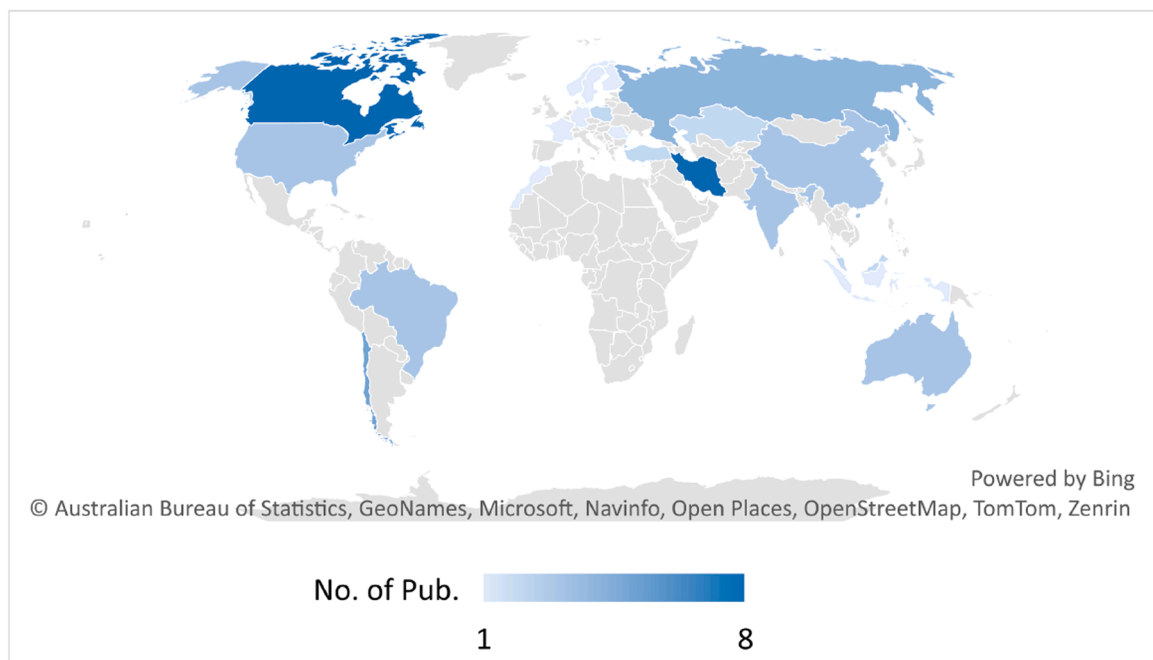 Powered by Bing
© Australian Bureau of Statistics, GeoNames, Microsoft, Navinfo, Open Places, OpenStreetMap, TomTom, Zenrin
No. of Pub.
1 8